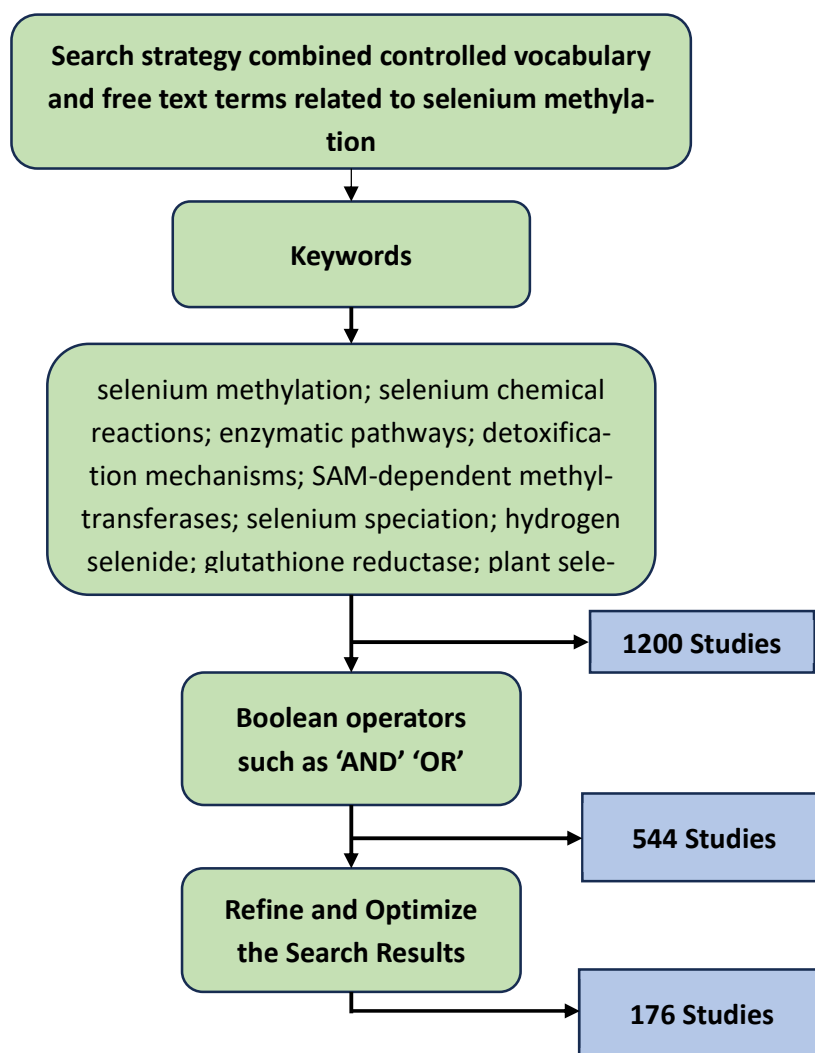 Search strategy combined controlled vocabulary
and free text terms related to selenium methyla-
tion
Keywords
selenium methylation; selenium chemical
reactions; enzymatic pathways; detoxifica-
tion mechanisms; SAM-dependent methyl-
transferases; selenium speciation; hydrogen
selenide; glutathione reductase; plant sele-
1200 Studies
Boolean operators
such as ‘AND’ ‘OR’
544 Studies
Refine and Optimize
the Search Results
176 Studies